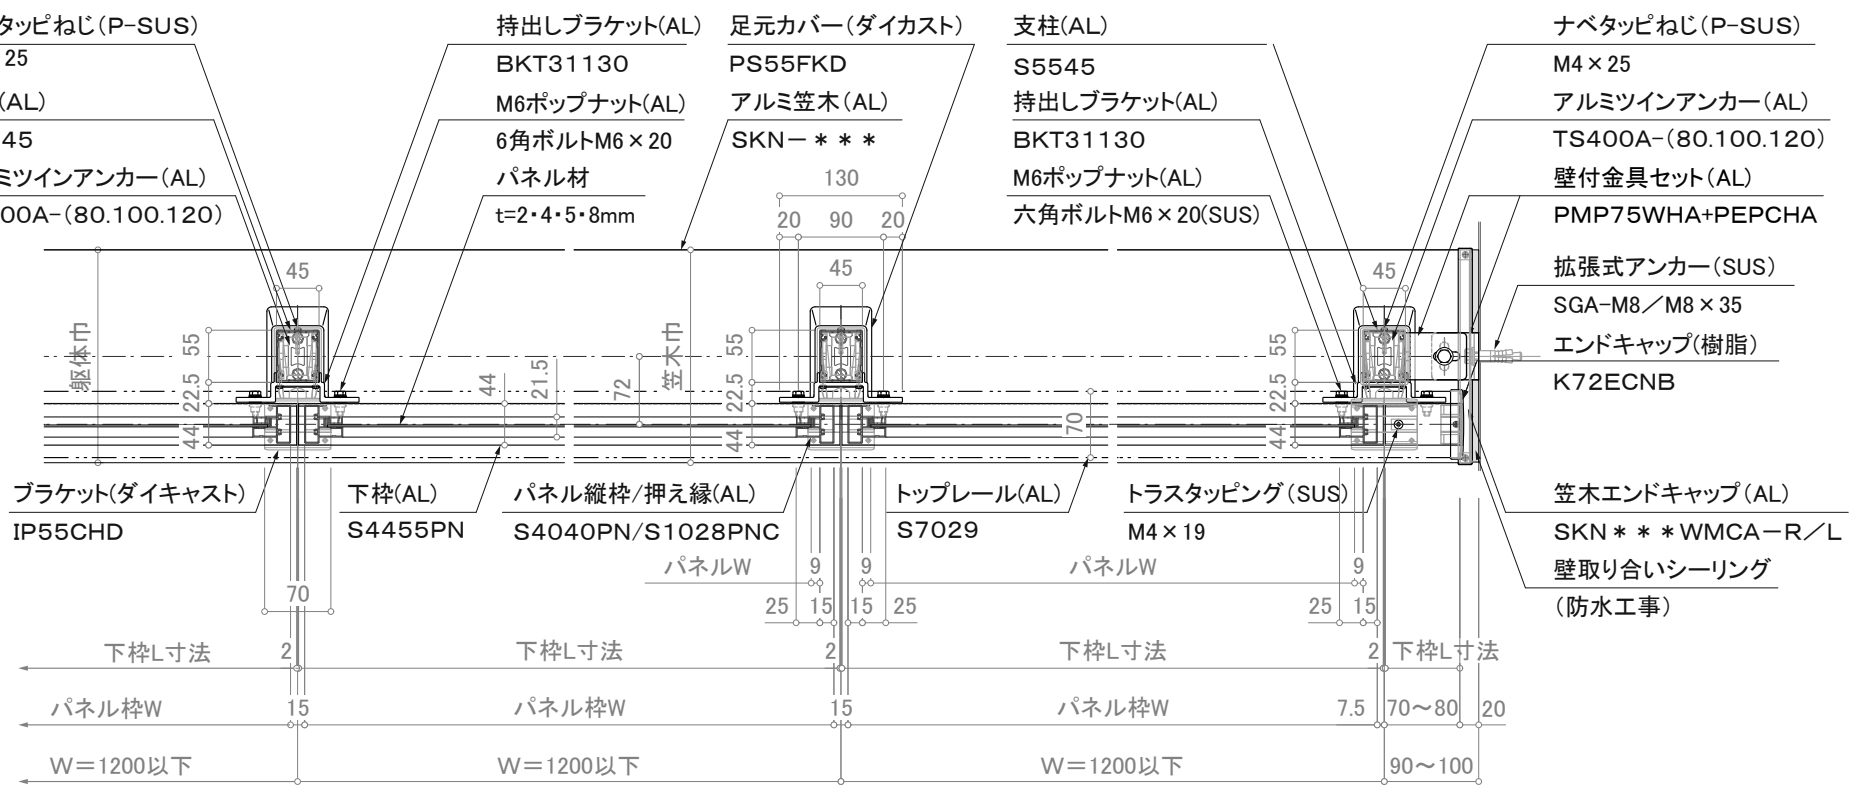 タッピねじ(P-SUS)
25
(AL)
45
ミツインアンカー(AL)
00A-(80.100.120)
持出しブラケット(AL)
BKT31130
M6ポップナット(AL)
6角ボルトM6×20
パネル材
t=2・4・5・8mm
足元カバー(ダイカスト)
PS55FKD
アルミ笠木(AL)
SKN-＊＊＊
支柱(AL)
S5545
持出しブラケット(AL)
BKT31130
M6ポップナット(AL)
六角ボルトM6×20(SUS)
ナベタッピねじ(P-SUS)
M4×25
アルミツインアンカー(AL)
TS400A-(80.100.120)
壁付金具セット(AL)
PMP75WHA+PEPCHA
拡張式アンカー(SUS)
SGA-M8／M8×35
エンドキャップ(樹脂)
K72ECNB
笠木エンドキャップ(AL)
SKN＊＊＊WMCA-R／L
壁取り合いシーリング
(防水工事)
130
20 90 20
45 45 45
躯体巾
55
22.5
44
44
21.5
72
笠木巾
55
22.5
44
70
55
22.5
44
ブラケット(ダイキャスト)
IP55CHD
下枠(AL)
S4455PN
パネル縦枠/押え縁(AL)
S4040PN/S1028PNC
トップレール(AL)
S7029
トラスタッピング(SUS)
M4×19
パネルW 9 9 パネルW 9
70
25 15 15 25 25 15
下枠L寸法 2 下枠L寸法 2 下枠L寸法 2 下枠L寸法
パネル枠W 15 パネル枠W 15 パネル枠W 7.5 70～80 20
W＝1200以下 W＝1200以下 W＝1200以下 90～100